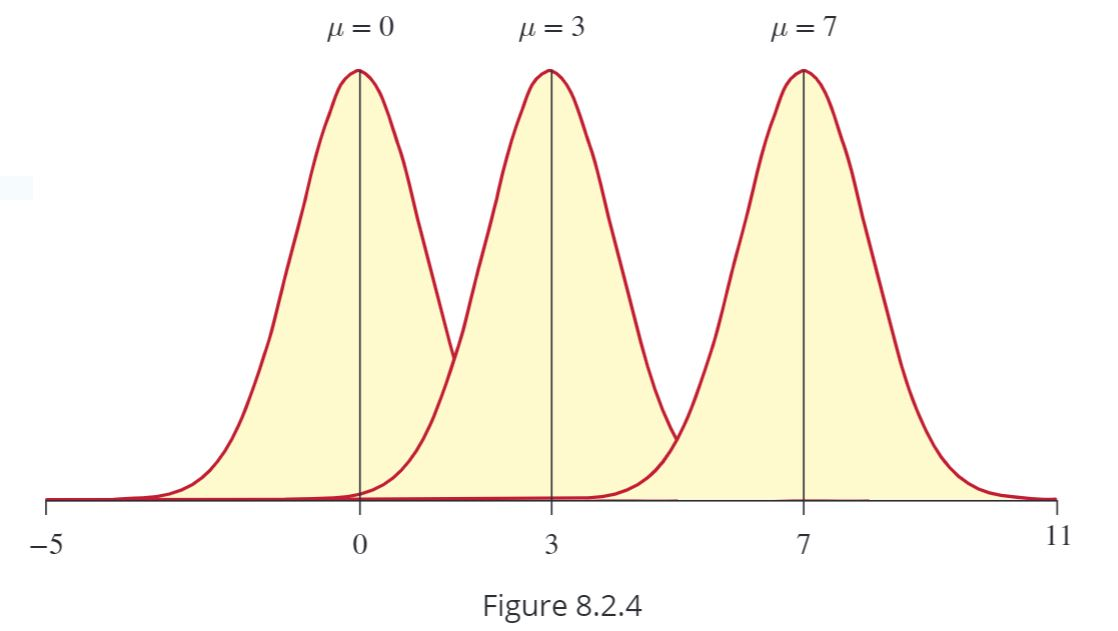 μ = 0 μ = 3 μ = 7
−5 0 3 7 11
Figure 8.2.4